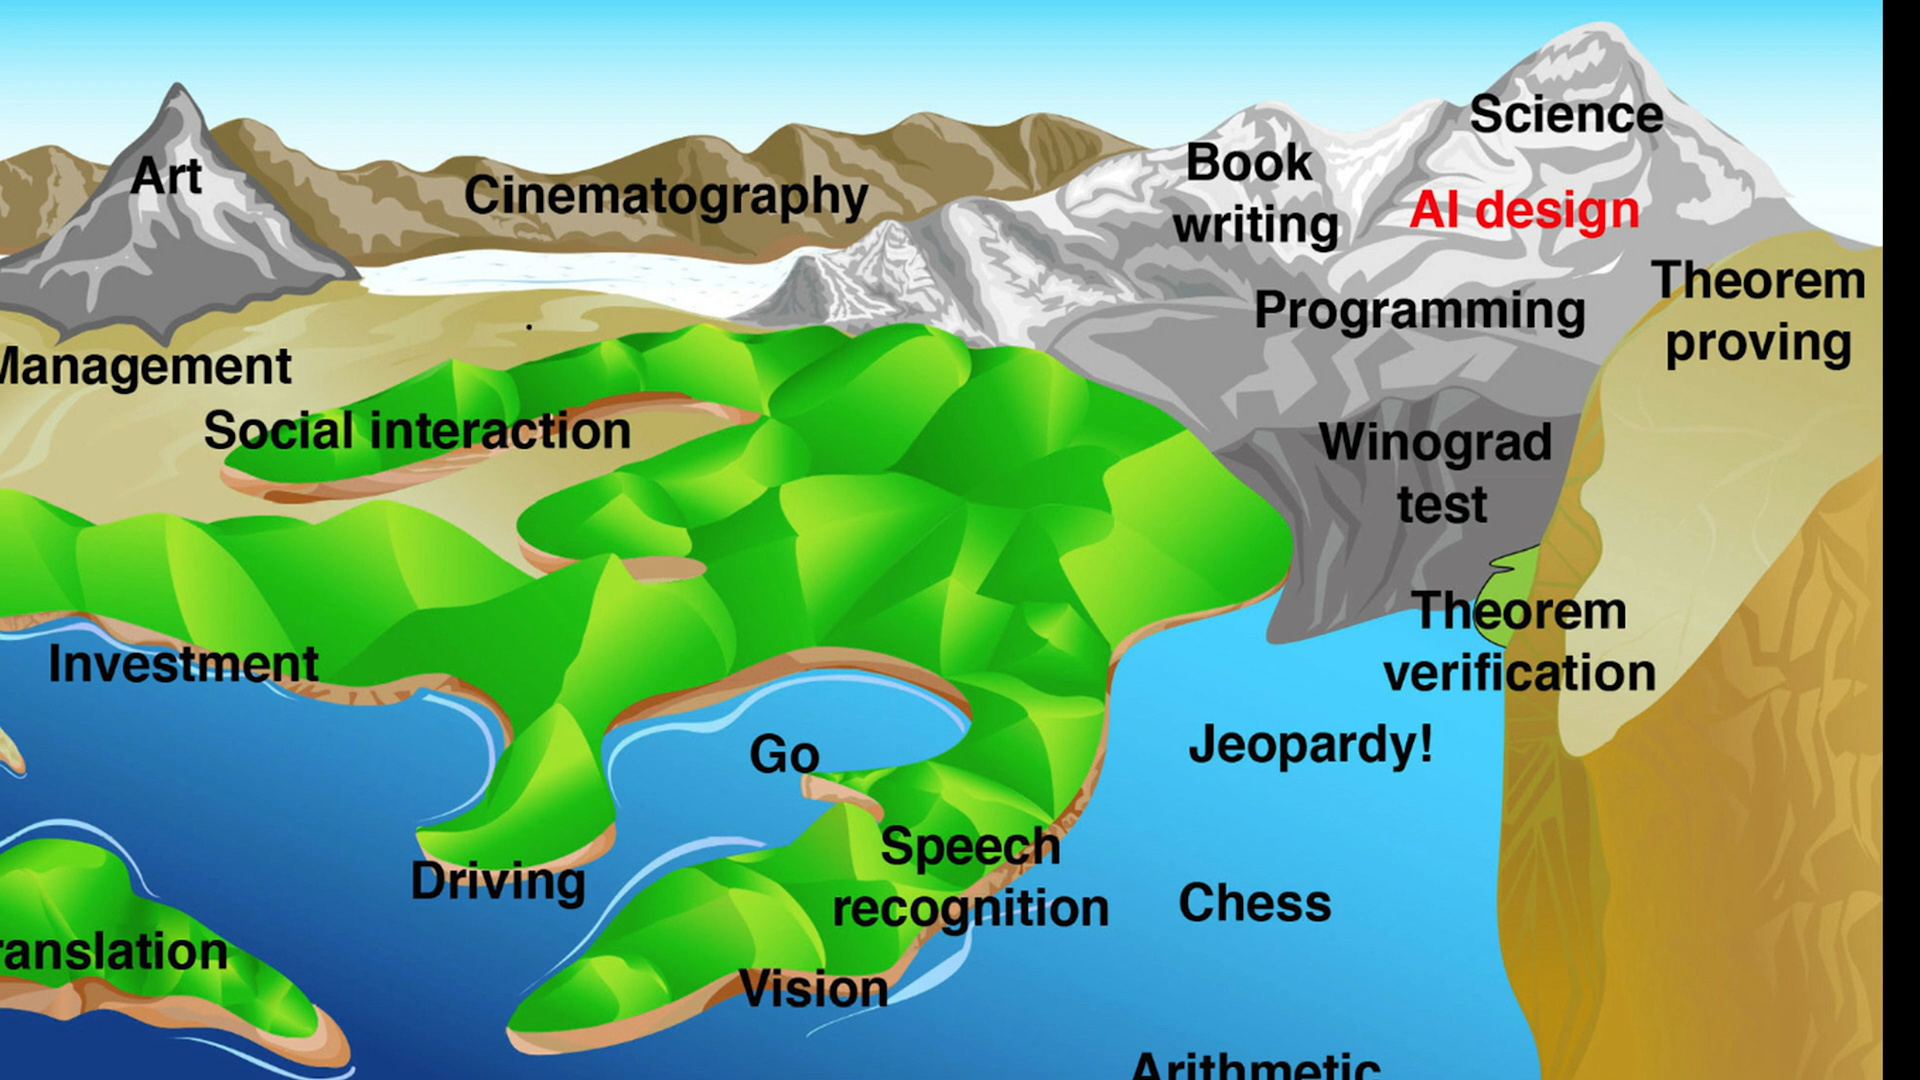 Science
Art
Book
writing
Cinematography
AI design
Theorem
proving
Programming
Management
Social interaction
Winograd
test
Theorem
verification
Investment
Jeopardy!
Go
Speech
recognition
Driving
Chess
ranslation
Vision
Arithmetic